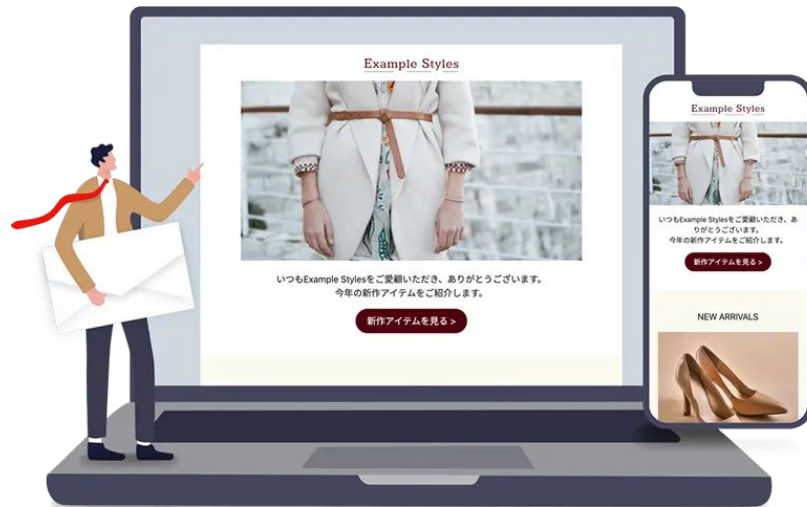 Example Styles
いつもExample Stylesをご愛顧いただき、ありがとうございます。
今年の新作アイテムをご紹介します。
新作アイテムを見る >
Example Styles
いつもExample Stylesをご愛顧いただき、あ
りがとうございます。
今年の新作アイテムをご紹介します。
新作アイテムを見る >
NEW ARRIVALS